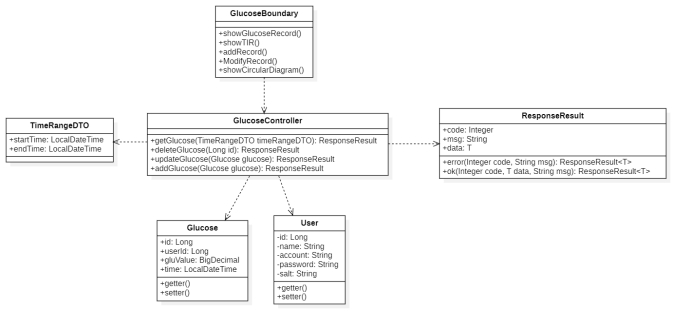 GlucoseBoundary
+showGlucoseRecord()
+showTIR()
+addRecord()
+ModifyRecord()
+showCircularDiagram()
TimeRangeDTO
+startTime: LocalDateTime
+endTime: LocalDateTime
GlucoseController
+getGlucose(TimeRangeDTO timeRangeDTO): ResponseResult
+deleteGlucose(Long id): ResponseResult
+updateGlucose(Glucose glucose): ResponseResult
+addGlucose(Glucose glucose): ResponseResult
ResponseResult
+code: Integer
+msg: String
+data: T
+error(Integer code, String msg): ResponseResult<T>
+ok(Integer code, T data, String msg): ResponseResult<T>
Glucose
+id: Long
+userId: Long
+gluValue: BigDecimal
+time: LocalDateTime
+getter()
+setter()
User
-id: Long
-name: String
-account: String
-password: String
-salt: String
+getter()
+setter()